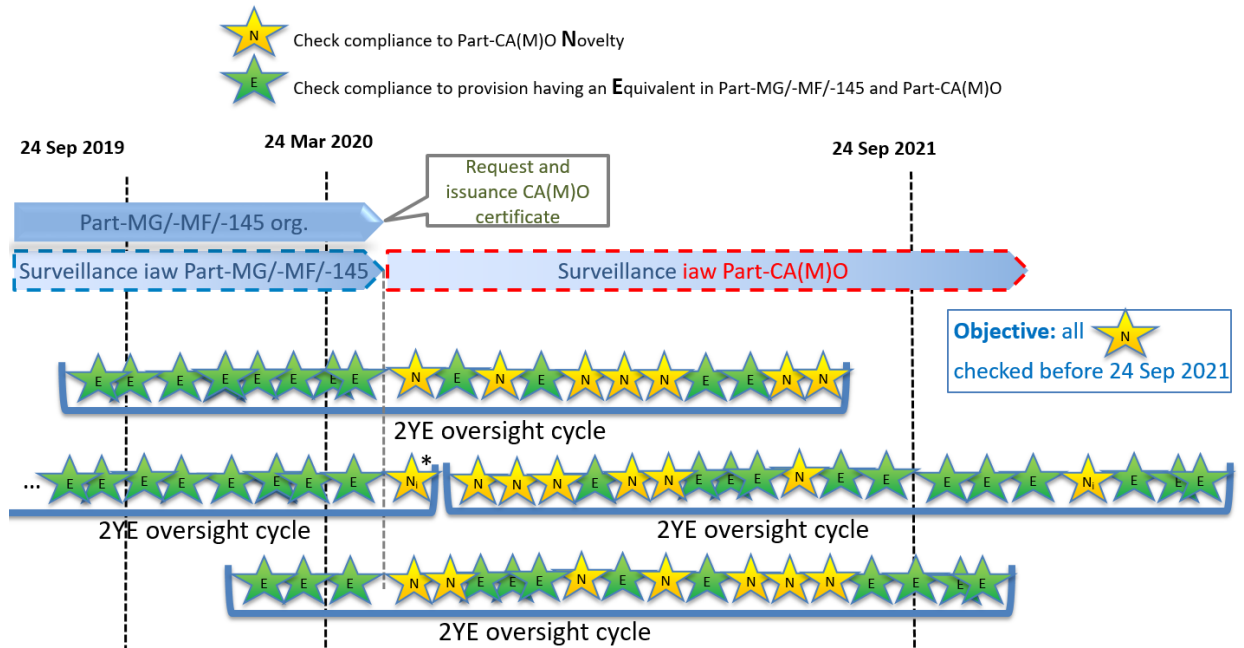 N Check compliance to Part-CA(M)O Novelty
E Check compliance to provision having an Equivalent in Part-MG/-MF/-145 and Part-CA(M)O
24 Sep 2019
24 Mar 2020
24 Sep 2021
Request and
issuance CA(M)O
certificate
Part-MG/-MF/-145 org.
Surveillance iaw Part-MG/-MF/-145
Surveillance iaw Part-CA(M)O
Objective: all N
checked before 24 Sep 2021
E E E E E E E E N E N E N N N E E N N
2YE oversight cycle
... E E E E E E E E Ni *
2YE oversight cycle
N N N E N N E E E N E E E E E Ni E E E
2YE oversight cycle
E E E N N E E E N E N E N N N E E E E
2YE oversight cycle